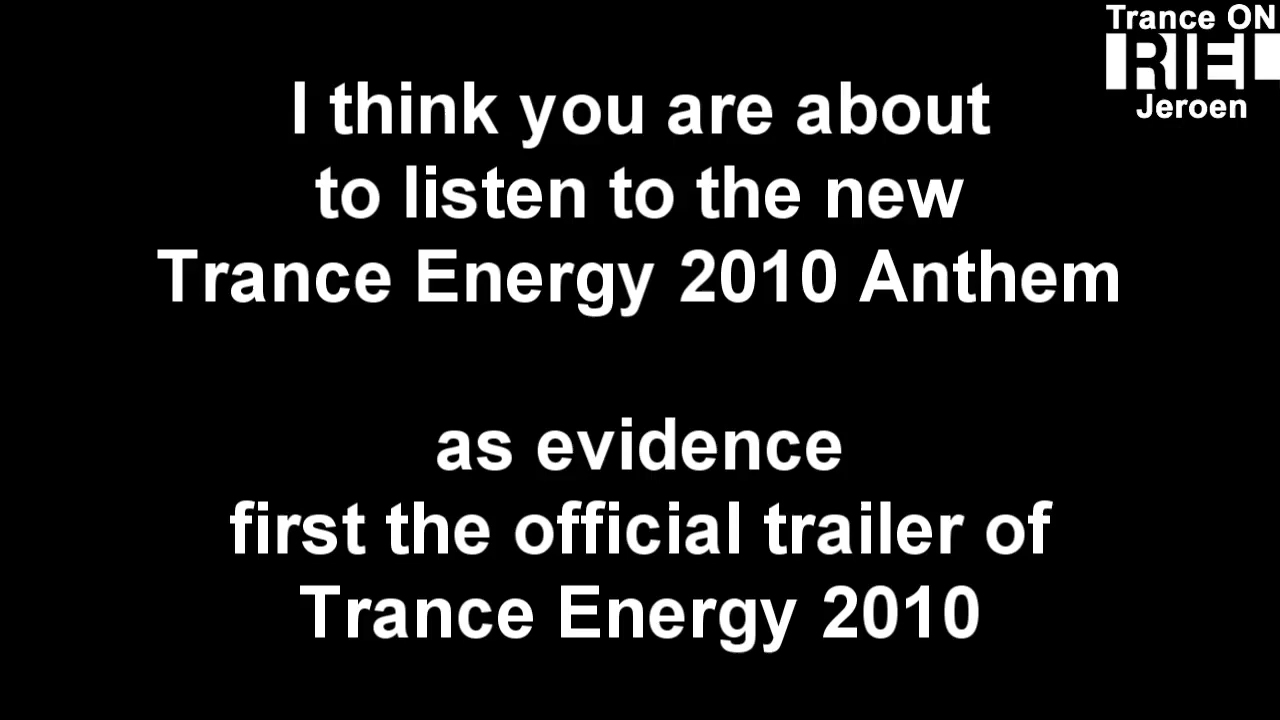 Trance ON
RIEL
Jeroen
I think you are about
to listen to the new
Trance Energy 2010 Anthem
as evidence
first the official trailer of
Trance Energy 2010